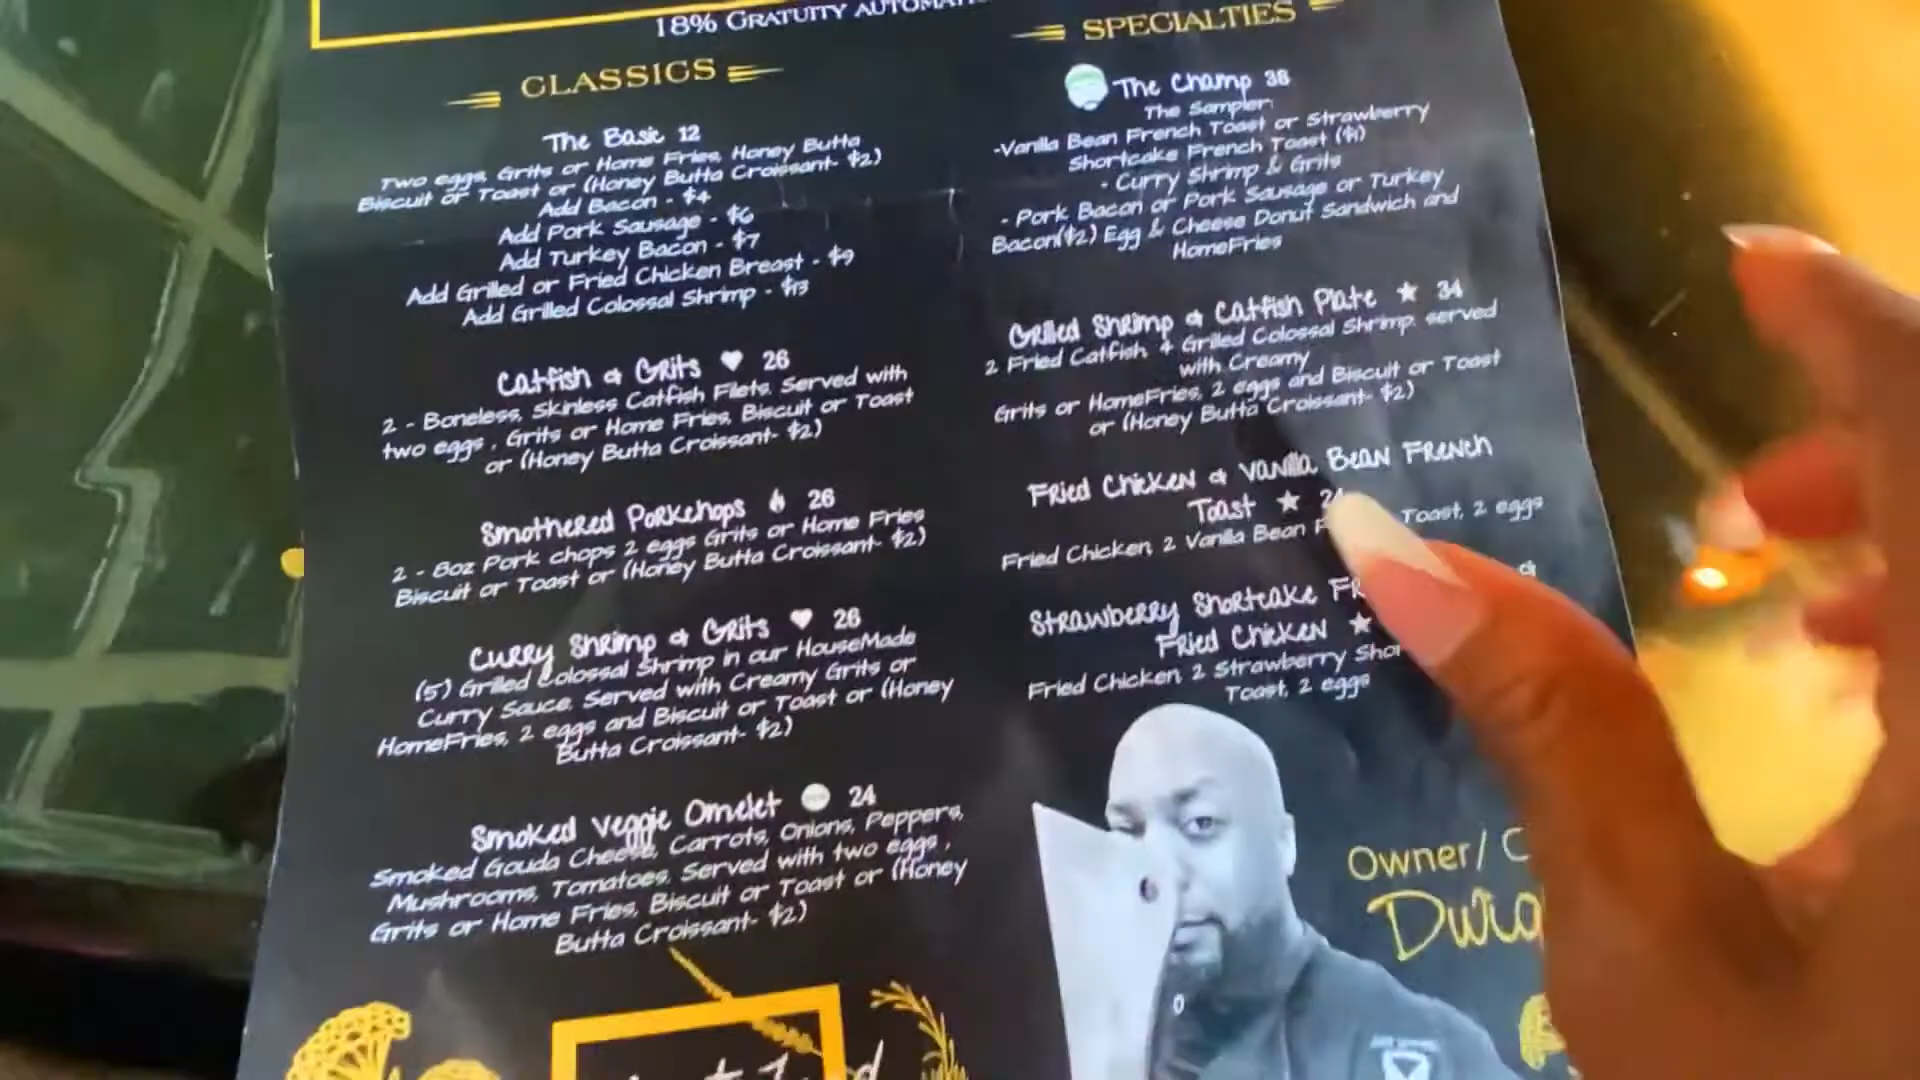 18% GRATUITY
CLASSICS
The Basic 12
Two eggs, Grits or Home Fries, Honey Butta
Biscuit or Toast or (Honey Butta Croissant- $2)
Add Bacon - $4
Add Pork Sausage - $6
Add Turkey Bacon - $7
Add Grilled or Fried Chicken Breast - $9
Add Grilled Colossal Shrimp - $13
Catfish & Grits 26
2 - Boneless, Skinless Catfish Filets. Served with
two eggs , Grits or Home Fries, Biscuit or Toast
or (Honey Butta Croissant- $2)
Smothered Porkchops 26
2 - 8oz Pork chops 2 eggs Grits or Home Fries
Biscuit or Toast or (Honey Butta Croissant- $2)
Curry Shrimp & Grits 26
(5) Grilled Colossal Shrimp in our HouseMade
Curry Sauce. Served with Creamy Grits or
HomeFries, 2 eggs and Biscuit or Toast or (Honey
Butta Croissant- $2)
Smoked Veggie Omelet 24
Smoked Gouda Cheese, Carrots, Onions, Peppers,
Mushrooms, Tomatoes. Served with two eggs ,
Grits or Home Fries, Biscuit or Toast or (Honey
Butta Croissant- $2)
SPECIALTIES
The Champ 38
The Sampler:
-Vanilla Bean French Toast or Strawberry
Shortcake French Toast ($1)
- Curry Shrimp & Grits
- Pork Bacon or Pork Sausage or Turkey
Bacon($2) Egg & Cheese Donut Sandwich and
HomeFries
Grilled Shrimp & Catfish Plate ★ 34
2 Fried Catfish 4 Grilled Colossal Shrimp. served
with Creamy
Grits or HomeFries, 2 eggs and Biscuit or Toast
or (Honey Butta Croissant- $2)
Fried Chicken & Vanilla Bean French
Toast ★
Fried Chicken, 2 Vanilla Bean Toast, 2 eggs
Strawberry Shortcake &
Fried Chicken ★
Fried Chicken 2 Strawberry
Toast, 2 eggs
Owner/